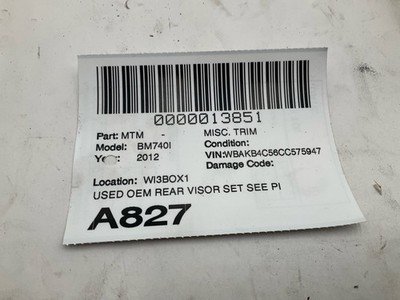 0000013851
Part: MTM - MISC. TRIM
Model: BM740I Condition:
Year: 2012 VIN:WBAKB4C56CC575947
Damage Code:
Location: WI3BOX1
USED OEM REAR VISOR SET SEE PI
A827